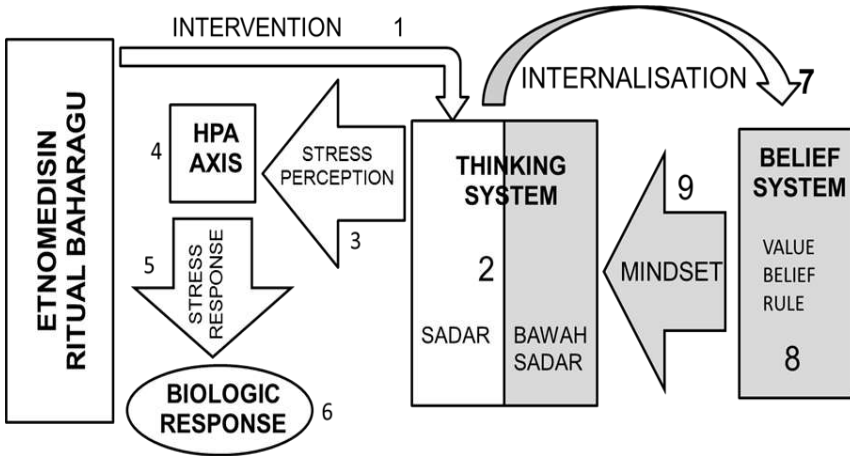 INTERVENTION 1
ETNOMEDISIN
RITUAL BAHARAGU
INTERNALISATION 7
4
HPA
AXIS
STRESS
PERCEPTION
3
5
STRESS
RESPONSE
BIOLOGIC
RESPONSE
6
THINKING
SYSTEM
2
SADAR
BAWAH
SADAR
9
MINDSET
BELIEF
SYSTEM
VALUE
BELIEF
RULE
8